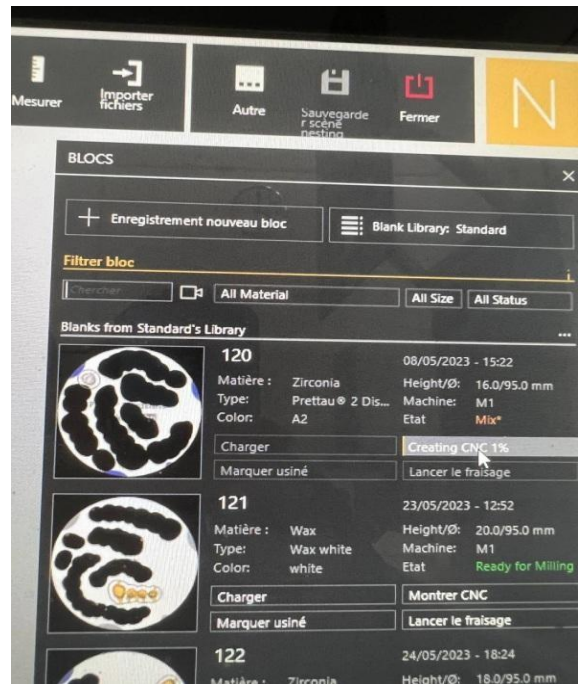 Mesurer
Importer
fichiers
Autre
Sauvegarde
r scène
nesting
Fermer
N
BLOCS
Enregistrement nouveau bloc
Blank Library: Standard
Filtrer bloc
Chercher
All Material
All Size
All Status
Blanks from Standard's Library
120
08/05/2023 - 15:22
Matière : Zirconia
Height/Ø: 16.0/95.0 mm
Type: Prettau® 2 Dis...
Machine: M1
Color: A2
Etat Mix*
Charger
Creating CNC 1%
Marquer usiné
Lancer le fraisage
121
23/05/2023 - 12:52
Matière : Wax
Height/Ø: 20.0/95.0 mm
Type: Wax white
Machine: M1
Color: white
Etat Ready for Milling
Charger
Montrer CNC
Marquer usiné
Lancer le fraisage
122
24/05/2023 - 18:24
Matière : Zirconia
Height/Ø: 18.0/95.0 mm